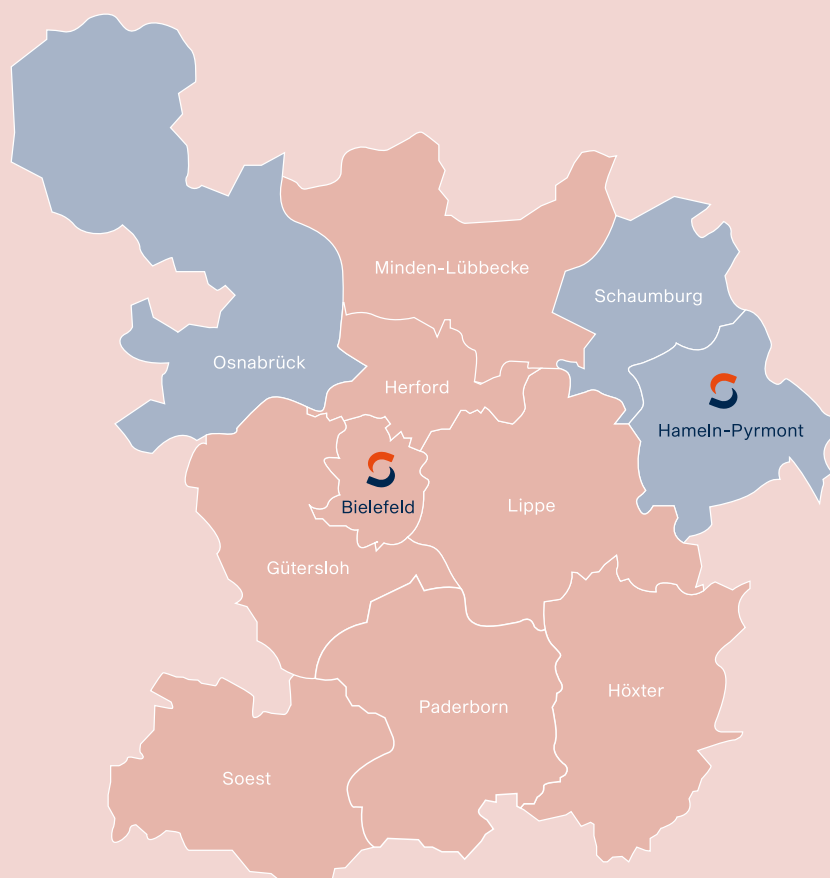 Minden-Lübbecke
Schaumburg
Osnabrück
Herford
Hameln-Pyrmont
Bielefeld
Lippe
Gütersloh
Höxter
Paderborn
Soest